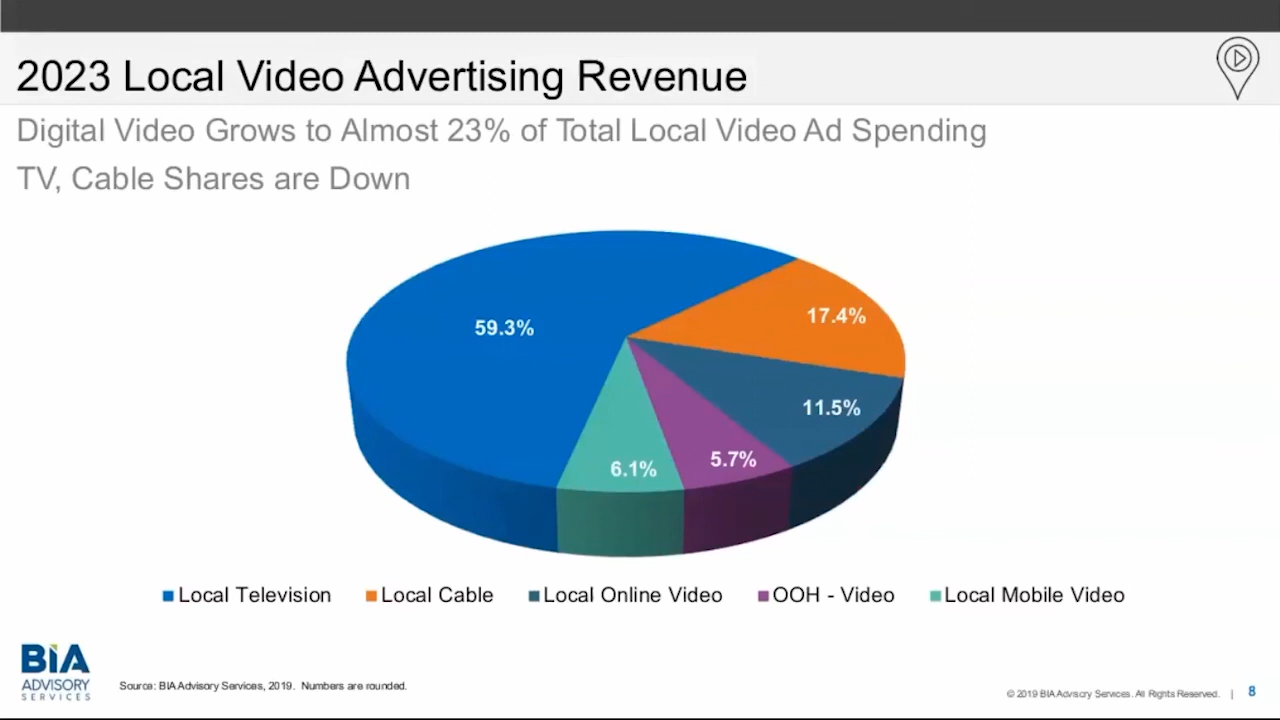 2023 Local Video Advertising Revenue
Digital Video Grows to Almost 23% of Total Local Video Ad Spending
TV, Cable Shares are Down
59.3%
17.4%
11.5%
5.7%
6.1%
Local Television Local Cable Local Online Video OOH - Video Local Mobile Video
BiA
ADVISORY
SERVICES
Source: BIA Advisory Services, 2019. Numbers are rounded.
© 2019 BIA Advisory Services. All Rights Reserved. | 8